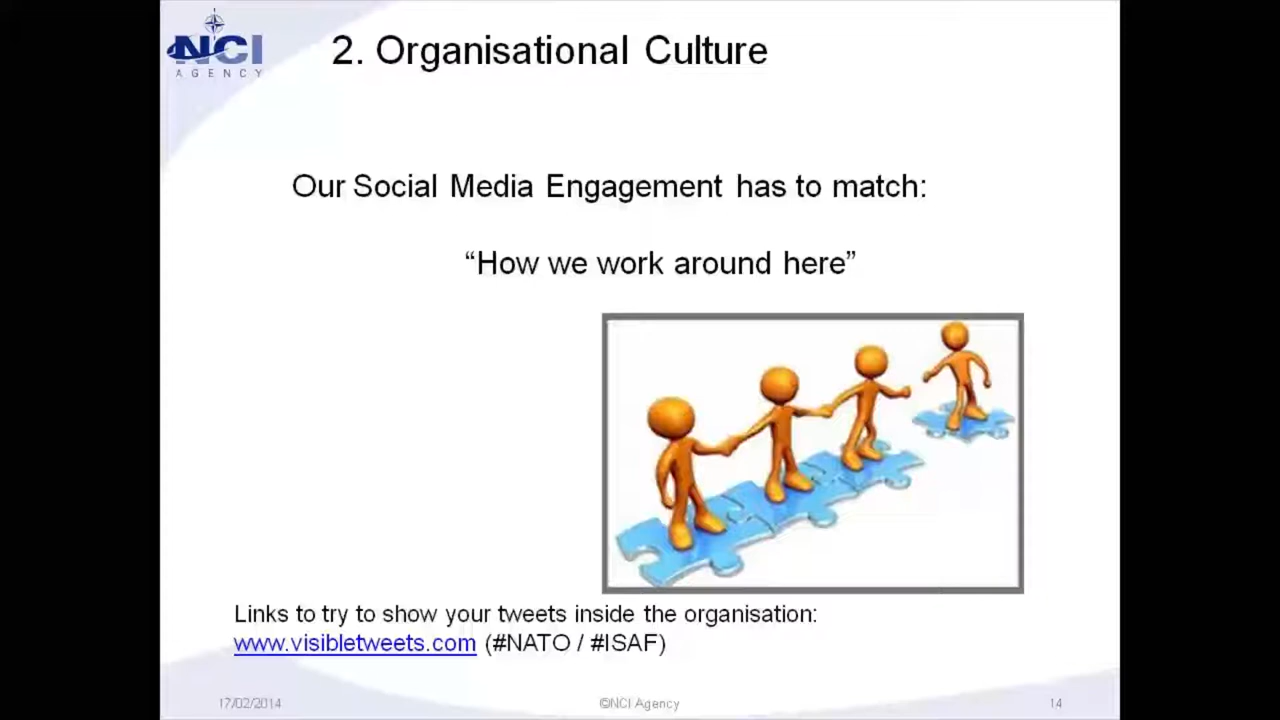 NCI
AGENCY
2. Organisational Culture
Our Social Media Engagement has to match:
“How we work around here”
Links to try to show your tweets inside the organisation:
www.visibletweets.com (#NATO / #ISAF)
17/02/2014
©NCI Agency
14